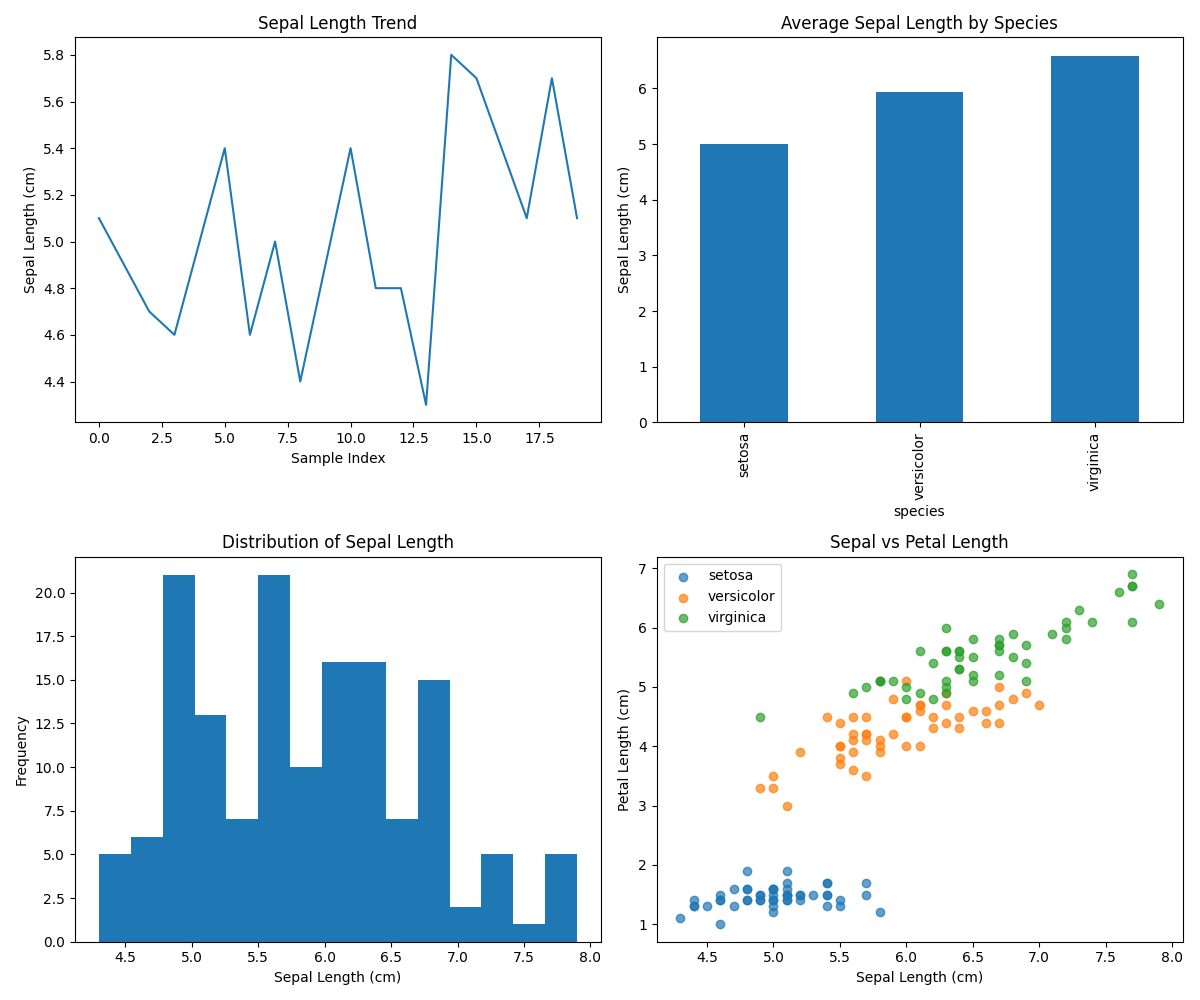 Sepal Length Trend
Sepal Length (cm)
5.8
5.6
5.4
5.2
5.0
4.8
4.6
4.4
0.0 2.5 5.0 7.5 10.0 12.5 15.0 17.5
Sample Index
Average Sepal Length by Species
Sepal Length (cm)
6
5
4
3
2
1
0
setosa
versicolor
virginica
species
Distribution of Sepal Length
Frequency
20.0
17.5
15.0
12.5
10.0
7.5
5.0
2.5
0.0
4.5 5.0 5.5 6.0 6.5 7.0 7.5 8.0
Sepal Length (cm)
Sepal vs Petal Length
setosa
versicolor
virginica
Petal Length (cm)
7
6
5
4
3
2
1
4.5 5.0 5.5 6.0 6.5 7.0 7.5 8.0
Sepal Length (cm)